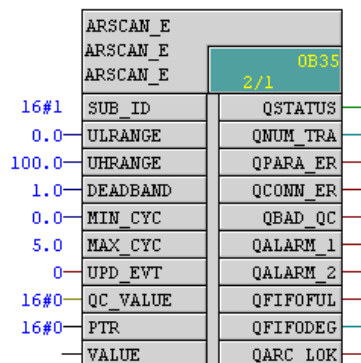 ARSCAN_E
ARSCAN_E
ARSCAN_E
OB35
2/1
16#1 SUB_ID QSTATUS
0.0 ULRANGE QNUM_TRA
100.0 UHRANGE QPARA_ER
1.0 DEADBAND QCONN_ER
0.0 MIN_CYC QBAD_QC
5.0 MAX_CYC QALARM_1
0 UPD_EVT QALARM_2
16#0 QC_VALUE QFIFOFUL
16#0 PTR QFIFODEG
VALUE QARC_LOK